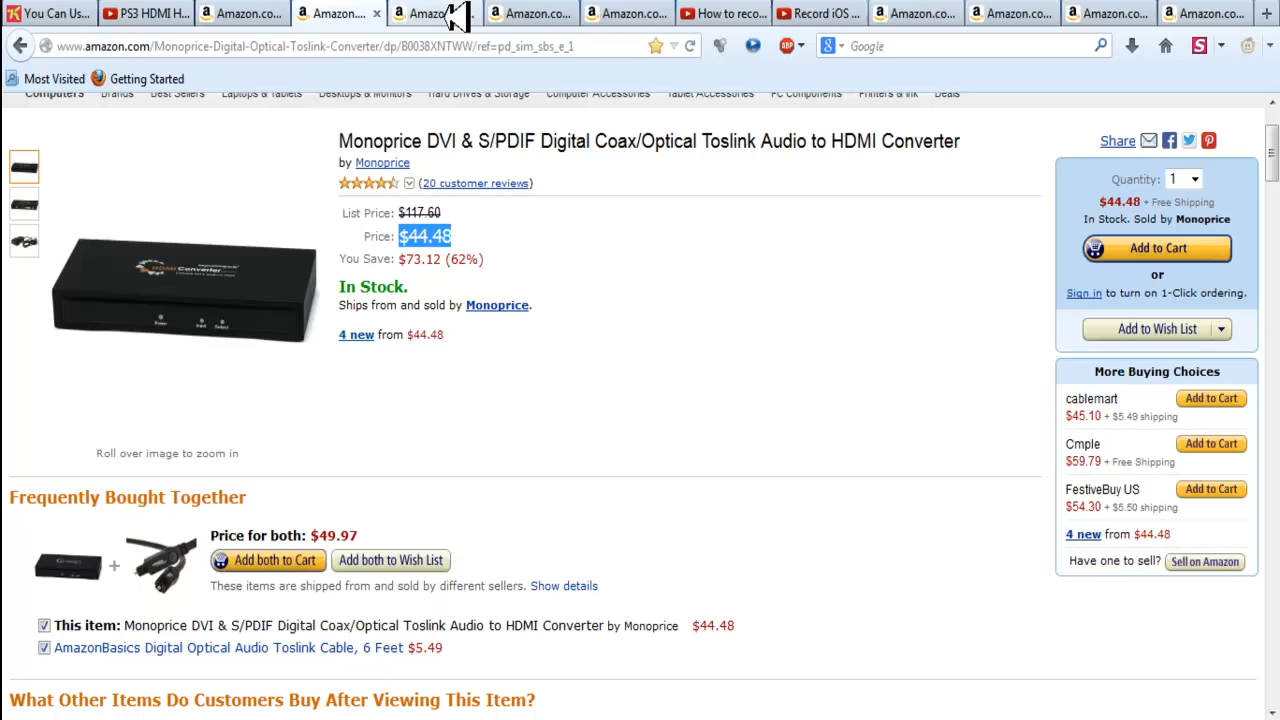 You Can Us... PS3 HDMI H... Amazon.co... Amazon.... Amazo Amazon.co... Amazon.co... How to reco... Record iOS ... Amazon.co... Amazon.co... Amazon.co... Amazon.co...
www.amazon.com/Monoprice-Digital-Optical-Toslink-Converter/dp/B0038XNTWW/ref=pd_sim_sbs_e_1
ABP
Google
Most Visited Getting Started
Computers Brands Best Sellers Laptops & Tablets Desktops & Monitors Hard Drives & Storage Computer Accessories Tablet Accessories PC Components Printers & Ink Deals
Monoprice DVI & S/PDIF Digital Coax/Optical Toslink Audio to HDMI Converter
by Monoprice
(20 customer reviews)
List Price: $117.60
Price: $44.48
You Save: $73.12 (62%)
In Stock.
Ships from and sold by Monoprice.
4 new from $44.48
HDMI Converter
Power Input Output
Roll over image to zoom in
Share
Quantity: 1
$44.48 + Free Shipping
In Stock. Sold by Monoprice
Add to Cart
or
Sign in to turn on 1-Click ordering.
Add to Wish List
More Buying Choices
cablemart Add to Cart
$45.10 + $5.49 shipping
Cmple Add to Cart
$59.79 + Free Shipping
FestiveBuy US Add to Cart
$54.30 + $5.50 shipping
4 new from $44.48
Have one to sell? Sell on Amazon
Frequently Bought Together
Price for both: $49.97
+
Add both to Cart Add both to Wish List
These items are shipped from and sold by different sellers. Show details
This item: Monoprice DVI & S/PDIF Digital Coax/Optical Toslink Audio to HDMI Converter by Monoprice $44.48
AmazonBasics Digital Optical Audio Toslink Cable, 6 Feet $5.49
What Other Items Do Customers Buy After Viewing This Item?